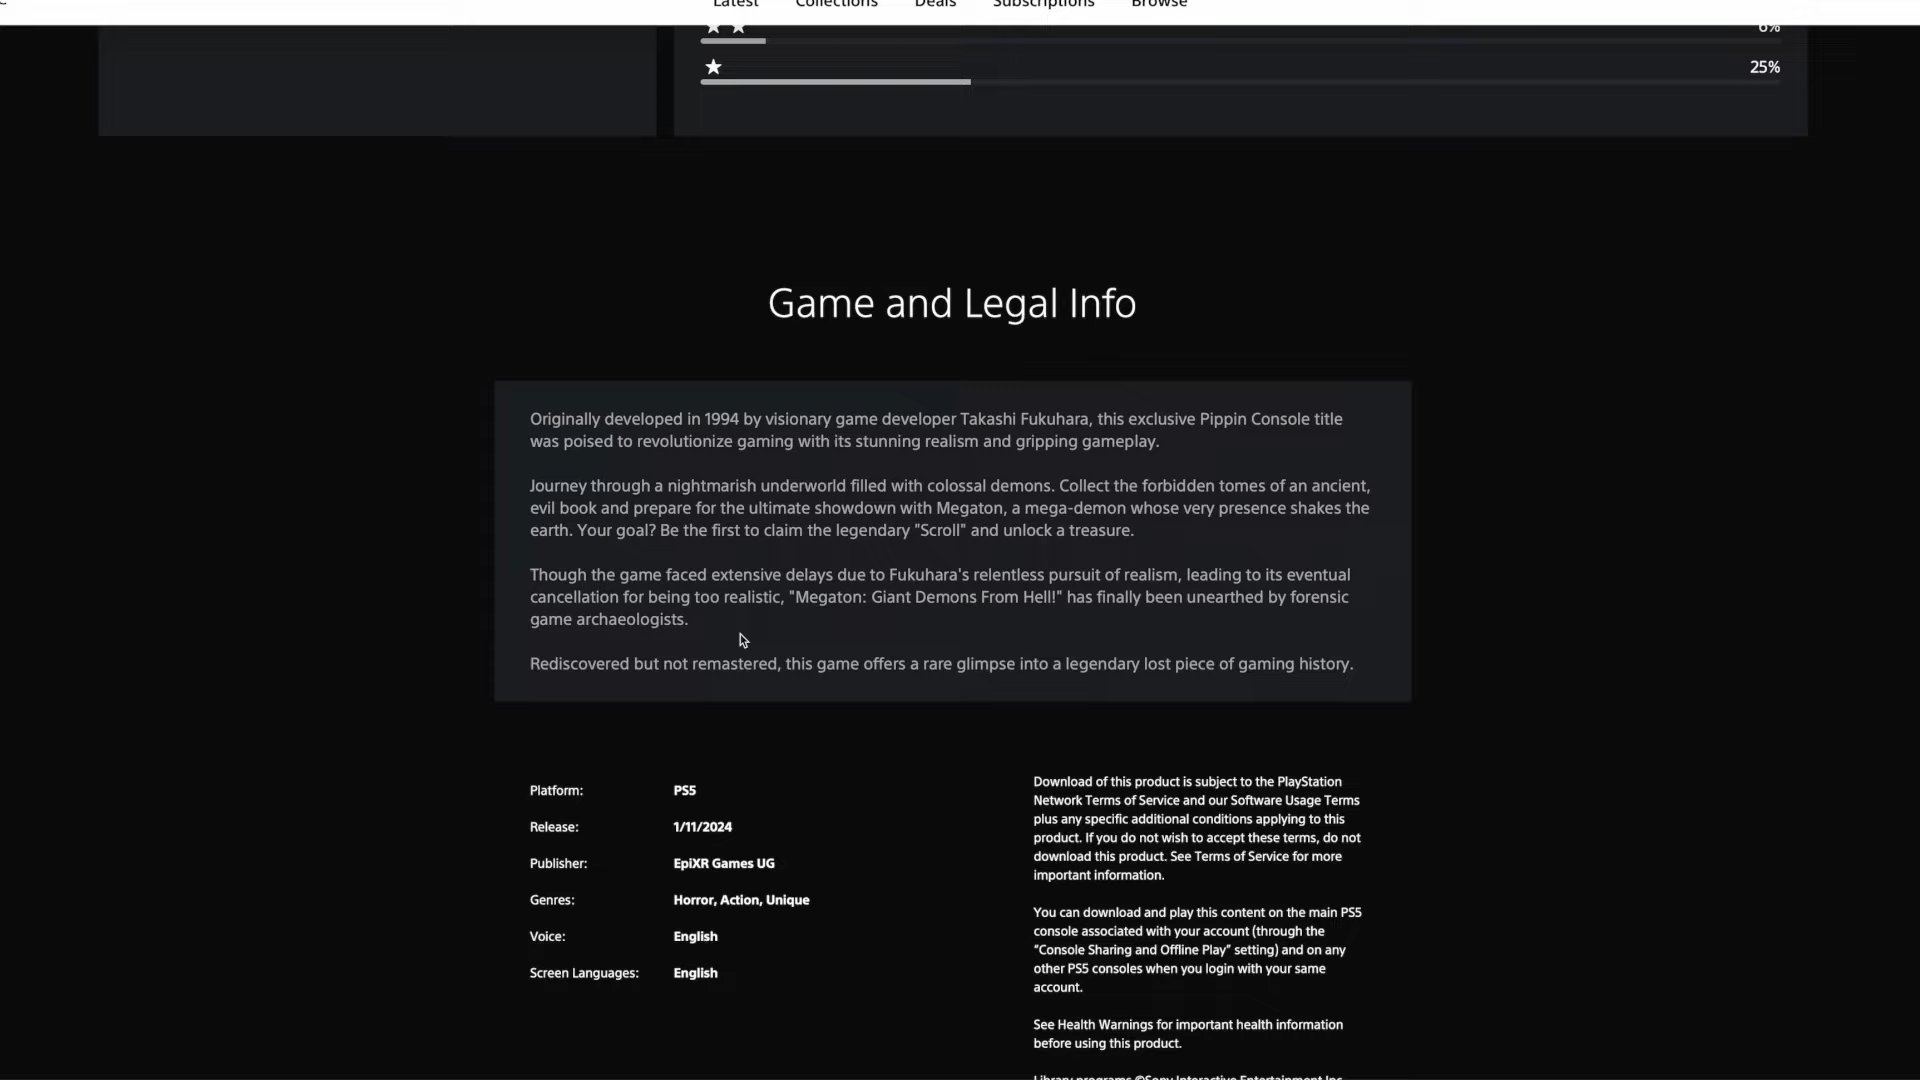 Latest Collections Deals Subscriptions Browse
6%
25%
Game and Legal Info
Originally developed in 1994 by visionary game developer Takashi Fukuhara, this exclusive Pippin Console title
was poised to revolutionize gaming with its stunning realism and gripping gameplay.
Journey through a nightmarish underworld filled with colossal demons. Collect the forbidden tomes of an ancient,
evil book and prepare for the ultimate showdown with Megaton, a mega-demon whose very presence shakes the
earth. Your goal? Be the first to claim the legendary "Scroll" and unlock a treasure.
Though the game faced extensive delays due to Fukuhara's relentless pursuit of realism, leading to its eventual
cancellation for being too realistic, "Megaton: Giant Demons From Hell!" has finally been unearthed by forensic
game archaeologists.
Rediscovered but not remastered, this game offers a rare glimpse into a legendary lost piece of gaming history.
Platform: PS5
Release: 1/11/2024
Publisher: EpiXR Games UG
Genres: Horror, Action, Unique
Voice: English
Screen Languages: English
Download of this product is subject to the PlayStation
Network Terms of Service and our Software Usage Terms
plus any specific additional conditions applying to this
product. If you do not wish to accept these terms, do not
download this product. See Terms of Service for more
important information.
You can download and play this content on the main PS5
console associated with your account (through the
“Console Sharing and Offline Play” setting) and on any
other PS5 consoles when you login with your same
account.
See Health Warnings for important health information
before using this product.
Library programs ©Sony Interactive Entertainment Inc.